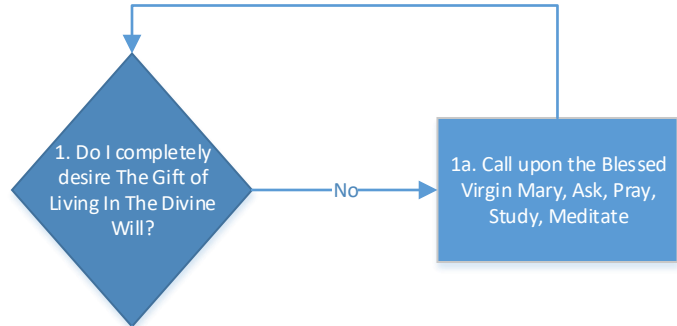 1. Do I completely
desire The Gift of
Living In The Divine
Will?
No
1a. Call upon the Blessed
Virgin Mary, Ask, Pray,
Study, Meditate